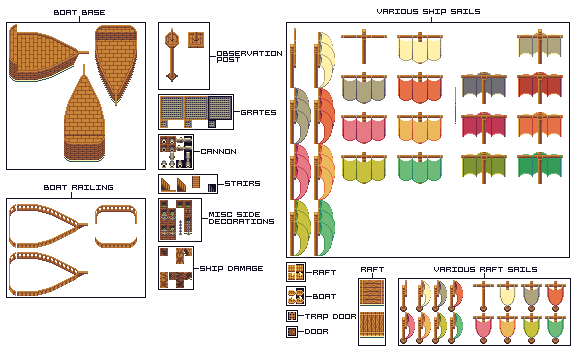 BOAT BASE
VARIOUS SHIP SAILS
OBSERVATION
POST
GRATES
CANNON
STAIRS
BOAT RAILING
MISC SIDE
DECORATIONS
SHIP DAMAGE
RAFT
BOAT
TRAP DOOR
DOOR
RAFT
VARIOUS RAFT SAILS